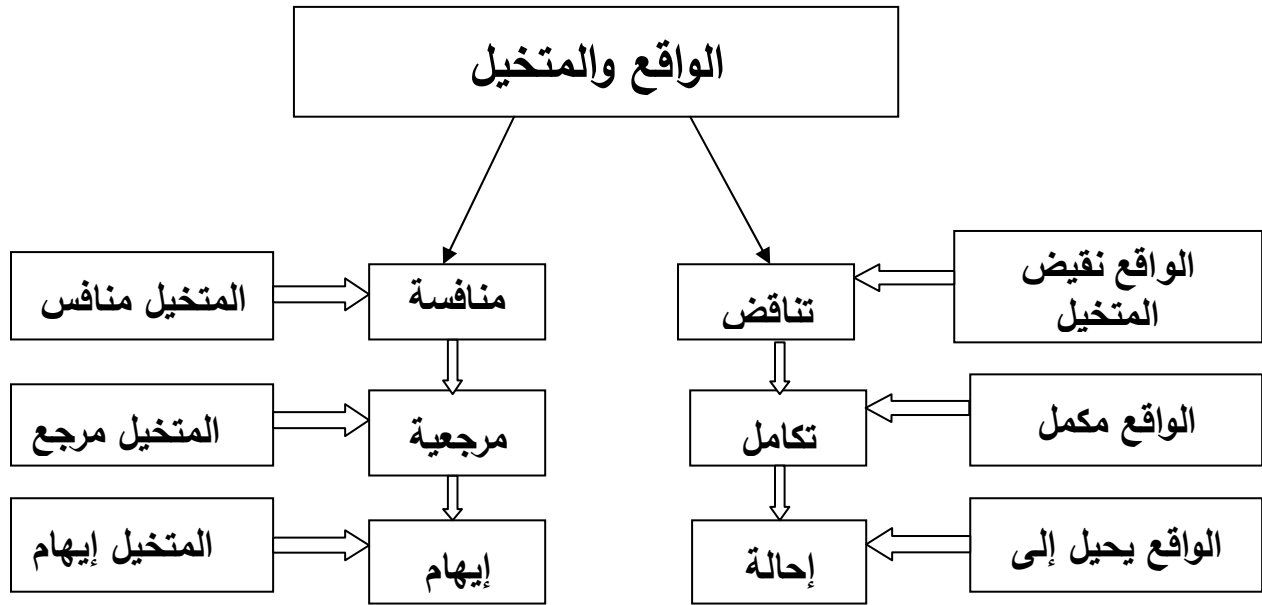 الواقع والمتخيل
الواقع نقيض
المتخيل
تناقض
منافسة
المتخيل منافس
الواقع مكمل
تكامل
مرجعية
المتخيل مرجع
الواقع يحيل إلى
إحالة
إيهام
المتخيل إيهام